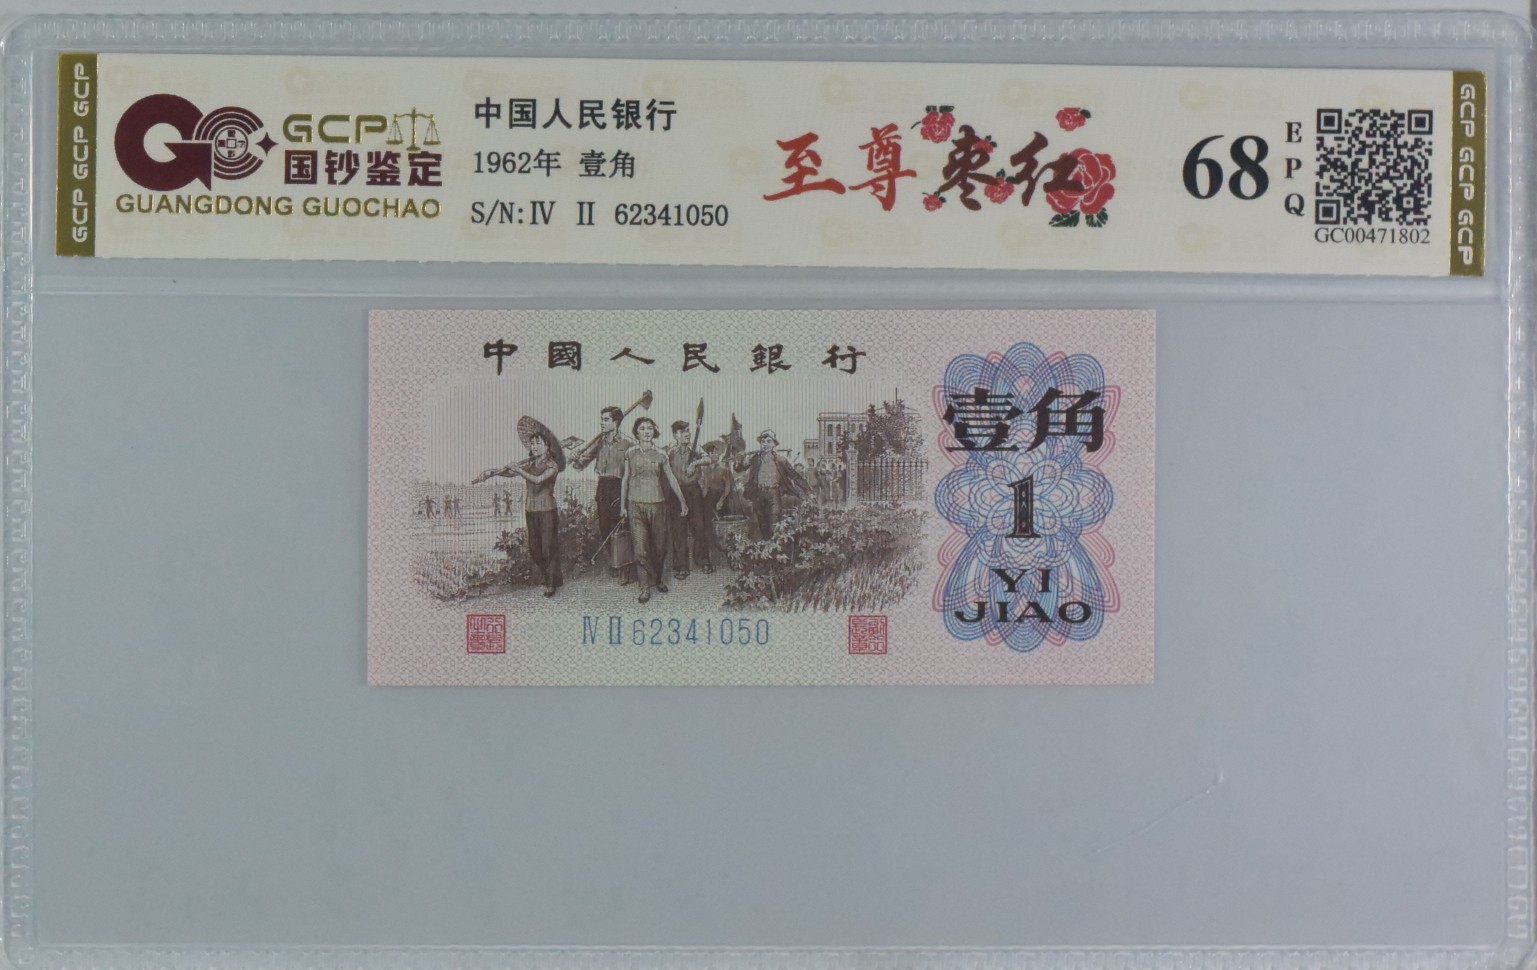 GCP GCP GCP
GCP
国钞鉴定
GUANGDONG GUOCHAO
中国人民银行
1962年 壹角
S/N: IV II 62341050
至尊枣红
68
EPQ
GC00471802
GCP GCP GCP
中國人民銀行
壹角
1
YI
JIAO
IV II 62341050